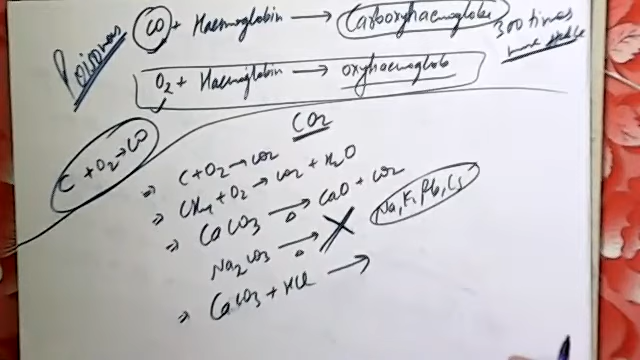 Poisonous
CO + Haemoglobin → Carboxyhaemoglobe
300 times more stable
O2 + Haemoglobin → oxyhaemoglob
C + O2 → CO
CO2
⇒ C + O2 → CO2
⇒ CH4 + O2 → CO2 + H2O
⇒ CaCO3 →Δ CaO + CO2
Na2CO3 →Δ X
Na, K, Rb, Cs
⇒ CaCO3 + HCl →